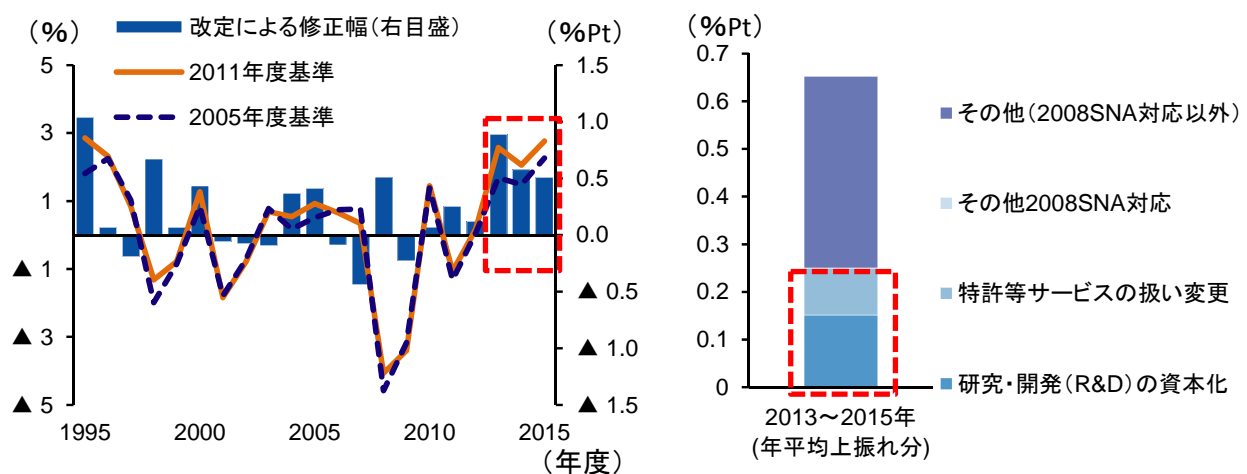 (%)
改定による修正幅(右目盛)
2011年度基準
2005年度基準
(%Pt)
5
3
1
▲ 1
▲ 3
▲ 5
1.5
1.0
0.5
0.0
▲ 0.5
▲ 1.0
▲ 1.5
1995
2000
2005
2010
2015
(年度)
(%Pt)
0.7
0.6
0.5
0.4
0.3
0.2
0.1
0
2013~2015年
(年平均上振れ分)
その他(2008SNA対応以外)
その他2008SNA対応
特許等サービスの扱い変更
研究・開発(R&D)の資本化